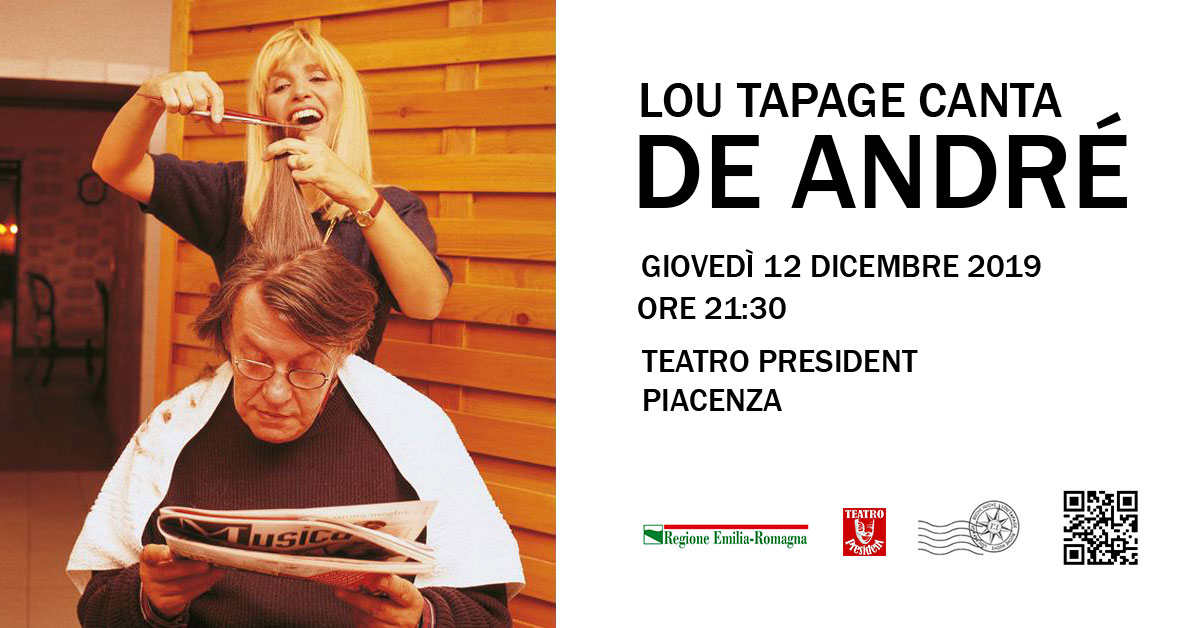 LOU TAPAGE CANTA
DE ANDRÉ
GIOVEDÌ 12 DICEMBRE 2019
ORE 21:30
TEATRO PRESIDENT
PIACENZA
Musica
Regione Emilia-Romagna
TEATRO
President